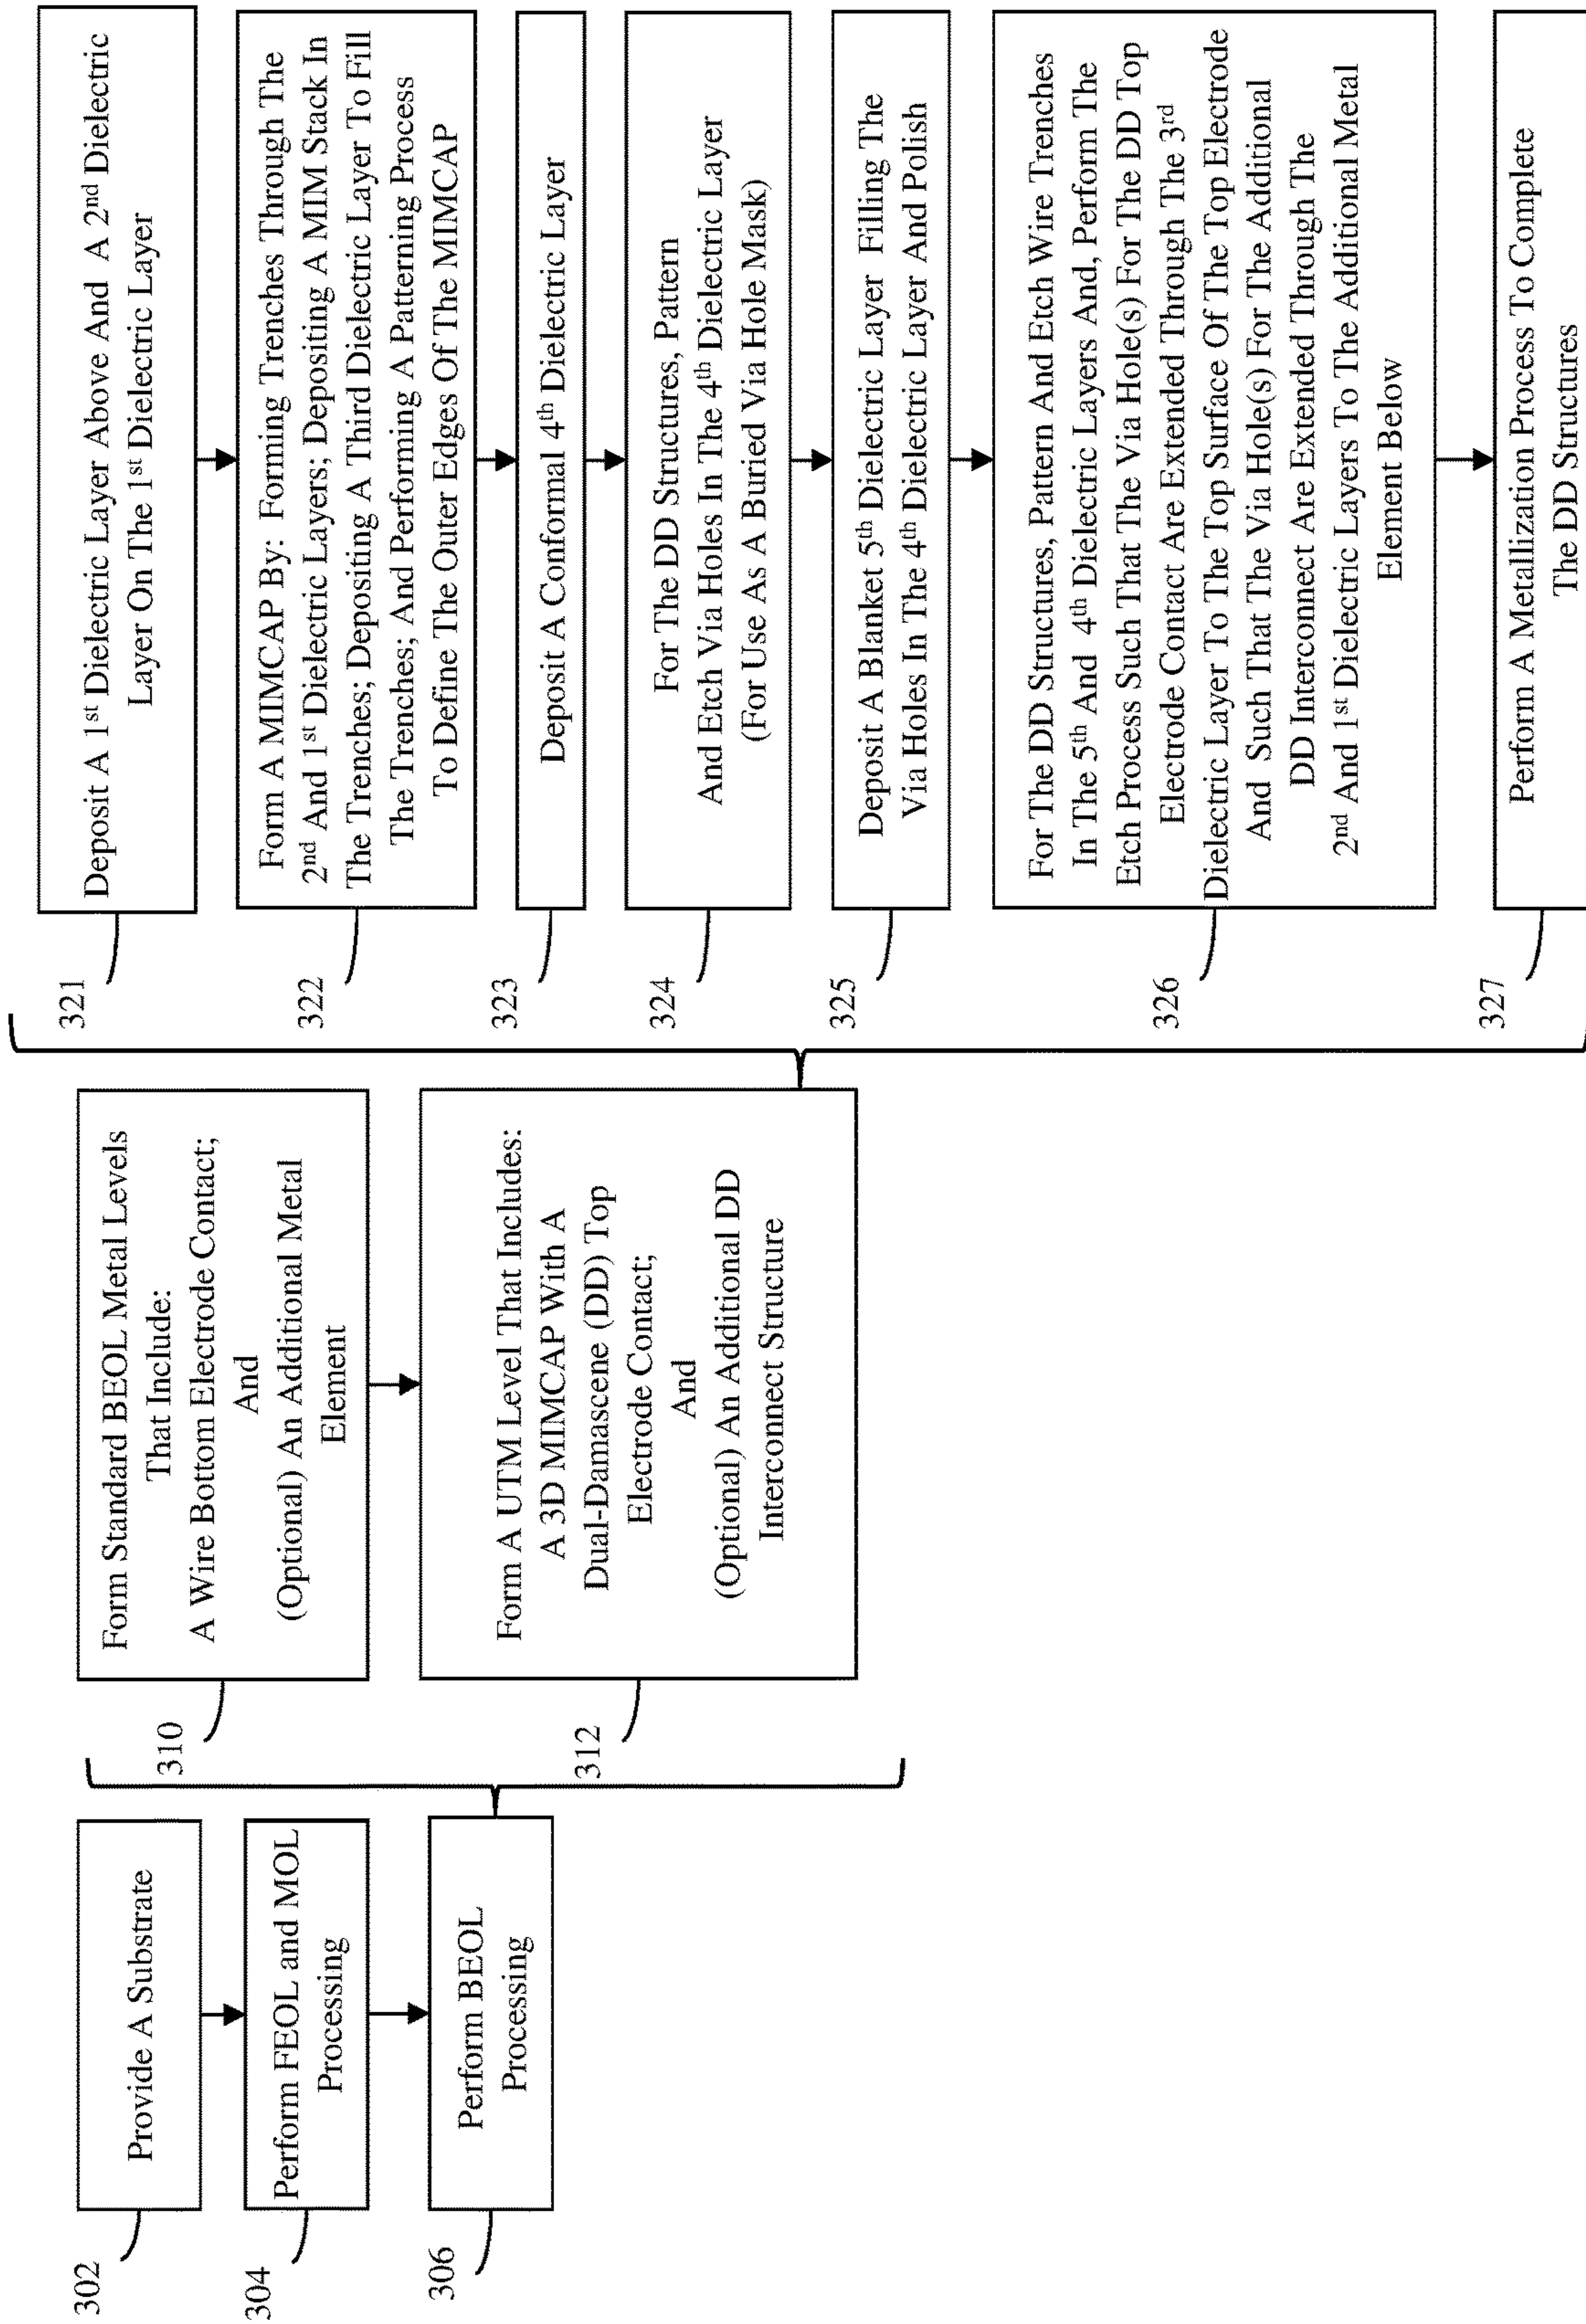 302
Provide A Substrate
304
Perform FEOL and MOL
Processing
306
Perform BEOL
Processing
310
Form Standard BEOL Metal Levels
That Include:
A Wire Bottom Electrode Contact;
And
(Optional) An Additional Metal
Element
312
Form A UTM Level That Includes:
A 3D MIMCAP With A
Dual-Damascene (DD) Top
Electrode Contact;
And
(Optional) An Additional DD
Interconnect Structure
321
Deposit A 1st Dielectric Layer Above And A 2nd Dielectric
Layer On The 1st Dielectric Layer
322
Form A MIMCAP By: Forming Trenches Through The
2nd And 1st Dielectric Layers; Depositing A MIM Stack In
The Trenches; Depositing A Third Dielectric Layer To Fill
The Trenches; And Performing A Patterning Process
To Define The Outer Edges Of The MIMCAP
323
Deposit A Conformal 4th Dielectric Layer
324
For The DD Structures, Pattern
And Etch Via Holes In The 4th Dielectric Layer
(For Use As A Buried Via Hole Mask)
325
Deposit A Blanket 5th Dielectric Layer Filling The
Via Holes In The 4th Dielectric Layer And Polish
326
For The DD Structures, Pattern And Etch Wire Trenches
In The 5th And 4th Dielectric Layers And, Perform The
Etch Process Such That The Via Hole(s) For The DD Top
Electrode Contact Are Extended Through The 3rd
Dielectric Layer To The Top Surface Of The Top Electrode
And Such That The Via Hole(s) For The Additional
DD Interconnect Are Extended Through The
2nd And 1st Dielectric Layers To The Additional Metal
Element Below
327
Perform A Metallization Process To Complete
The DD Structures